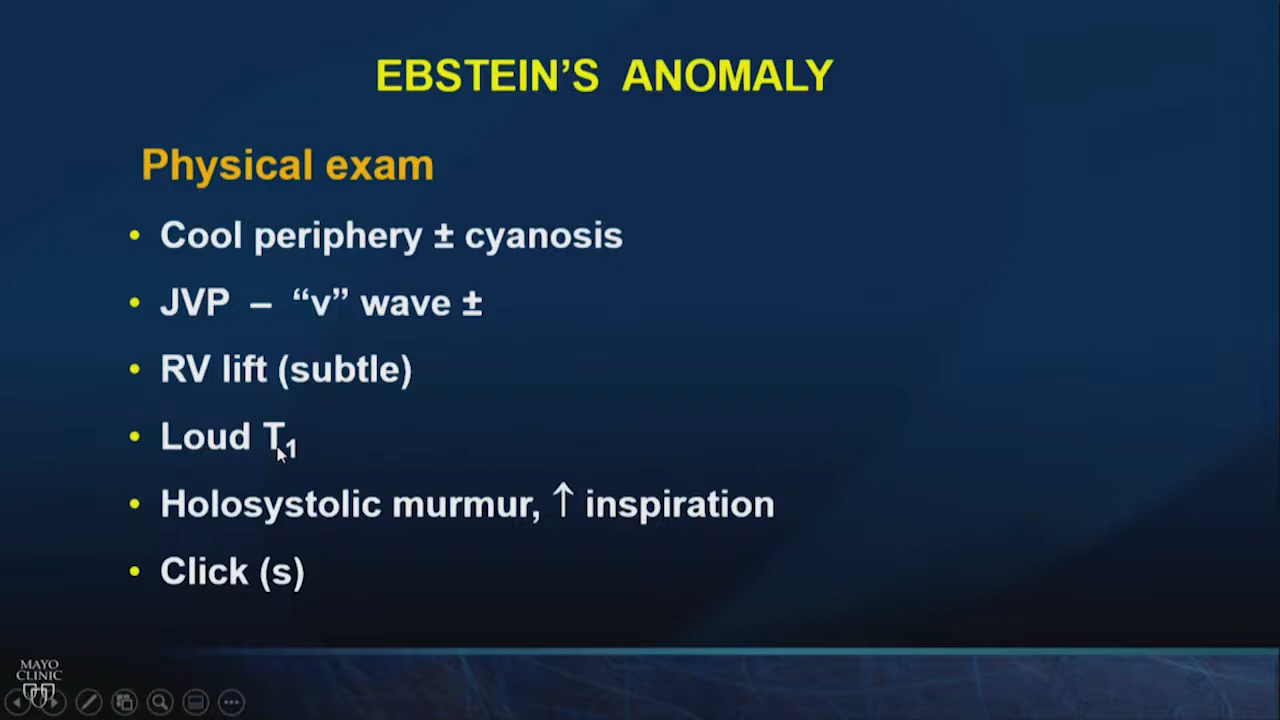 EBSTEIN’S ANOMALY
Physical exam
• Cool periphery ± cyanosis
• JVP – “v” wave ±
• RV lift (subtle)
• Loud T₁
• Holosystolic murmur, ↑ inspiration
• Click (s)
MAYO
CLINIC